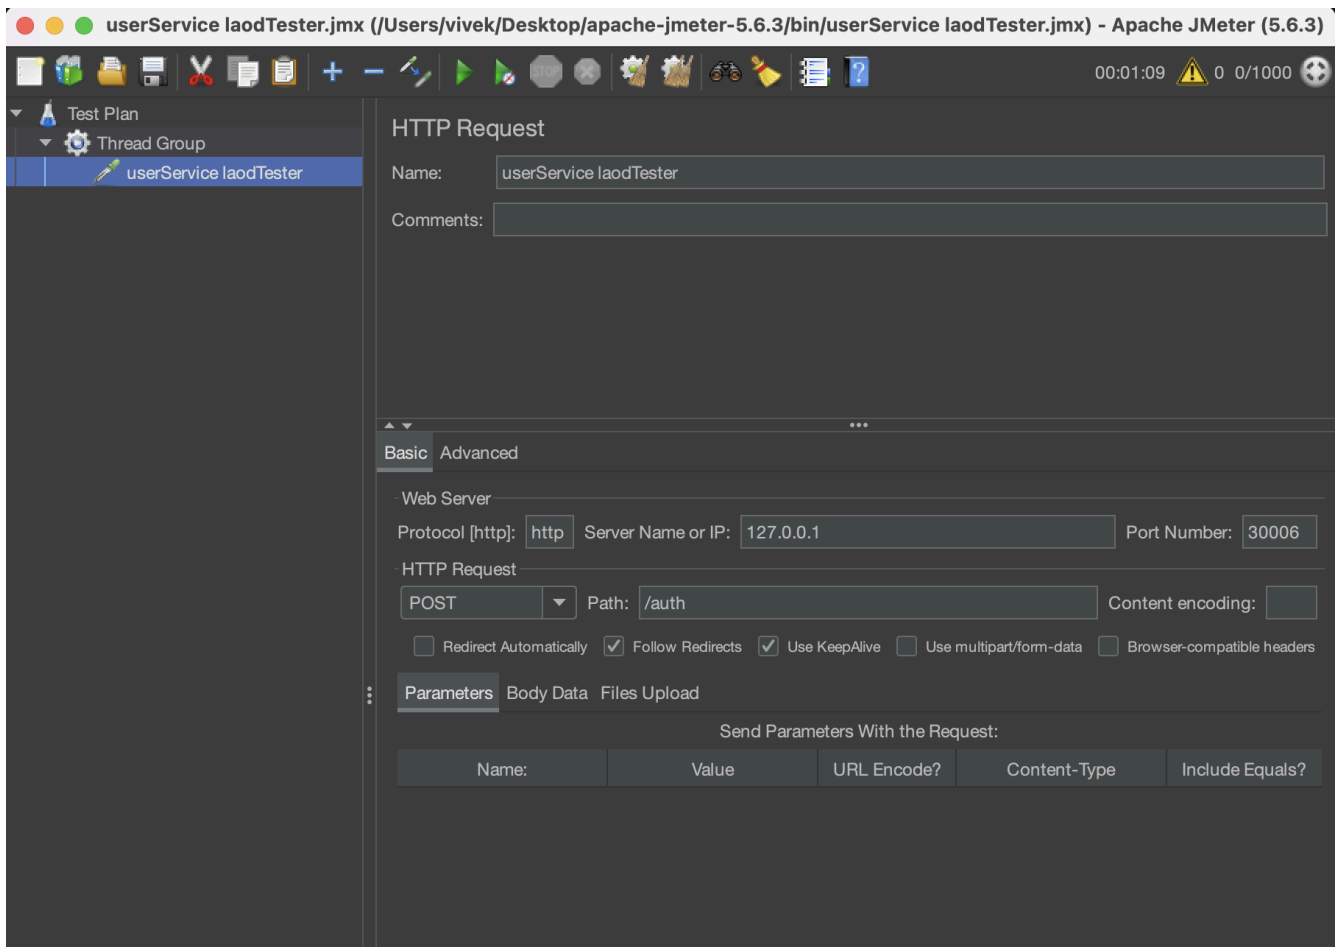 userService laodTester.jmx (/Users/vivek/Desktop/apache-jmeter-5.6.3/bin/userService laodTester.jmx) - Apache JMeter (5.6.3)
STOP 00:01:09 0 0/1000
Test Plan
Thread Group
userService laodTester
HTTP Request
Name: userService laodTester
Comments:
Basic Advanced
Web Server
Protocol [http]: http Server Name or IP: 127.0.0.1 Port Number: 30006
HTTP Request
POST Path: /auth Content encoding:
Redirect Automatically Follow Redirects Use KeepAlive Use multipart/form-data Browser-compatible headers
Parameters Body Data Files Upload
Send Parameters With the Request:
Name: Value URL Encode? Content-Type Include Equals?